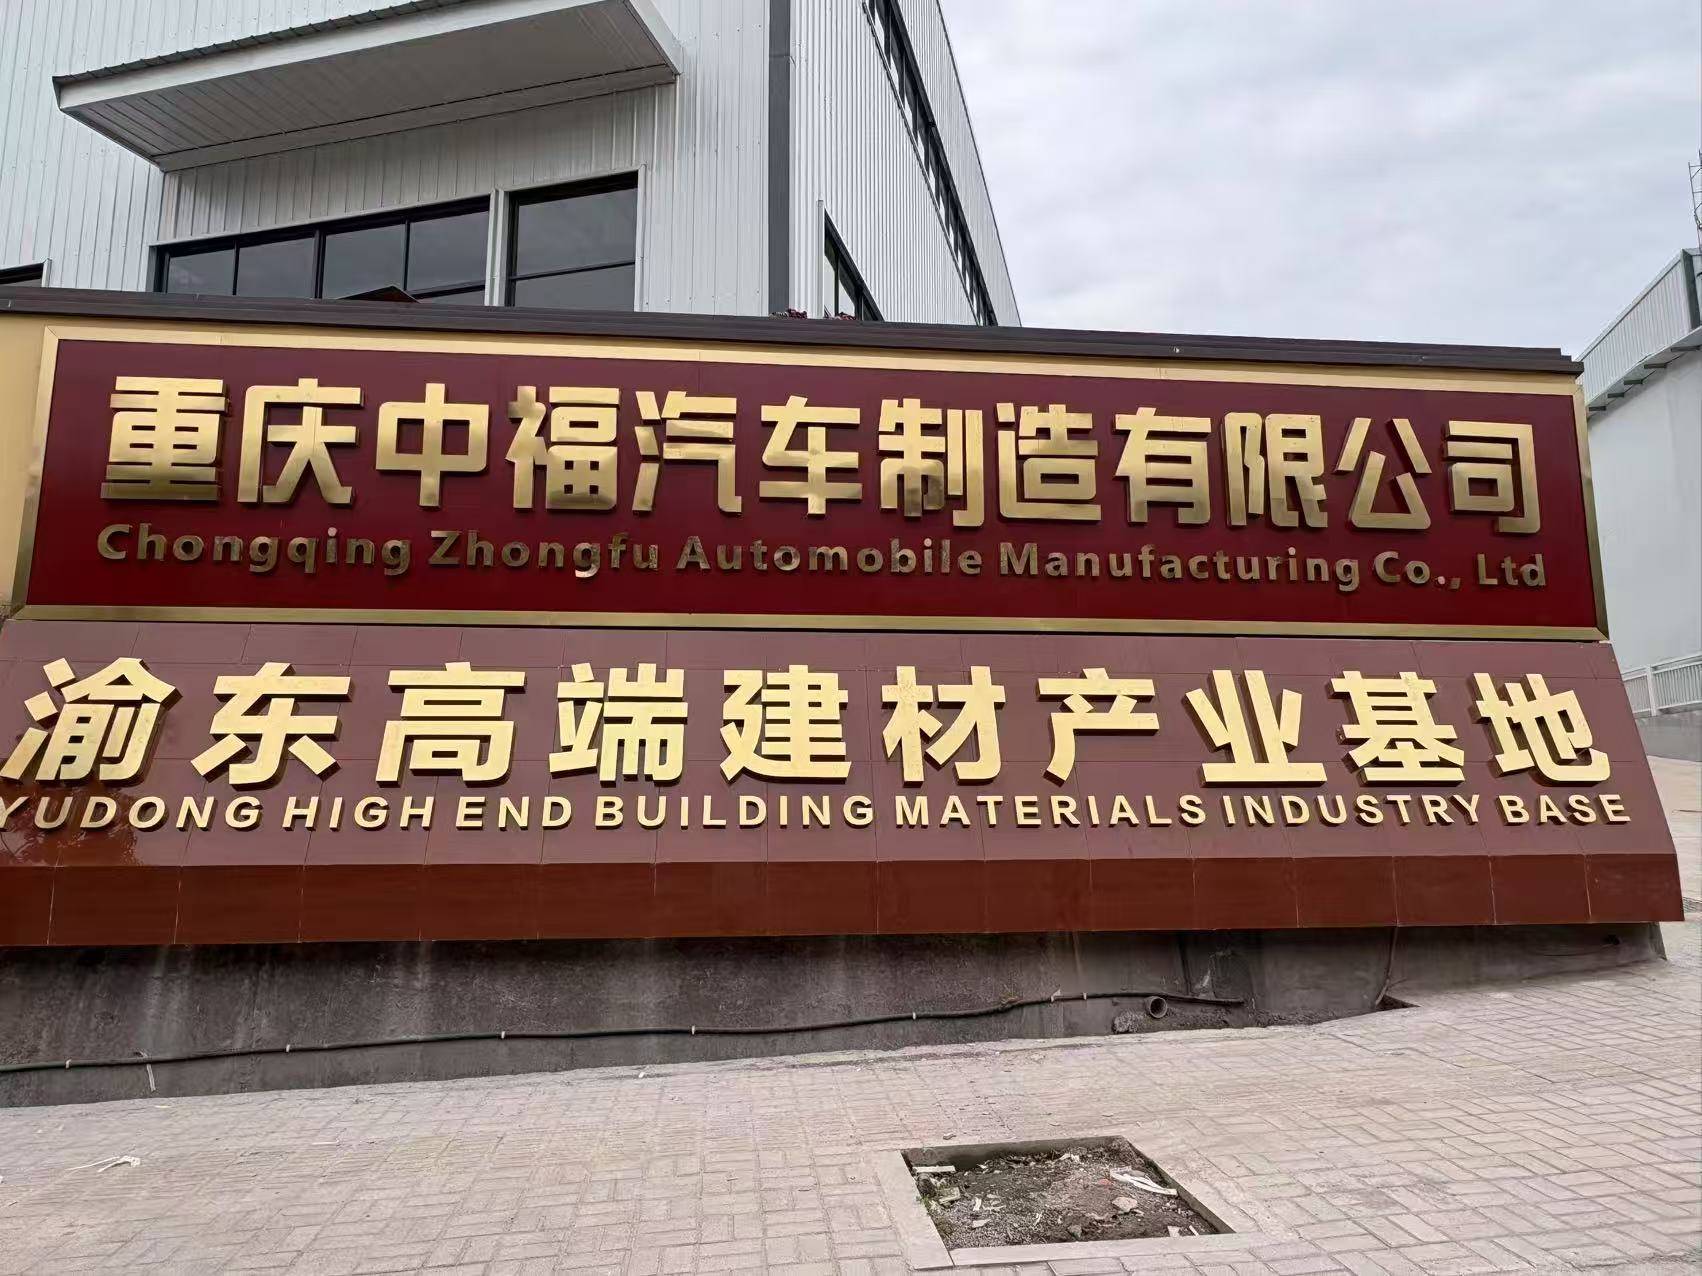 重庆中福汽车制造有限公司
Chongqing Zhongfu Automobile Manufacturing Co., Ltd
渝东高端建材产业基地
YUDONG HIGH END BUILDING MATERIALS INDUSTRY BASE